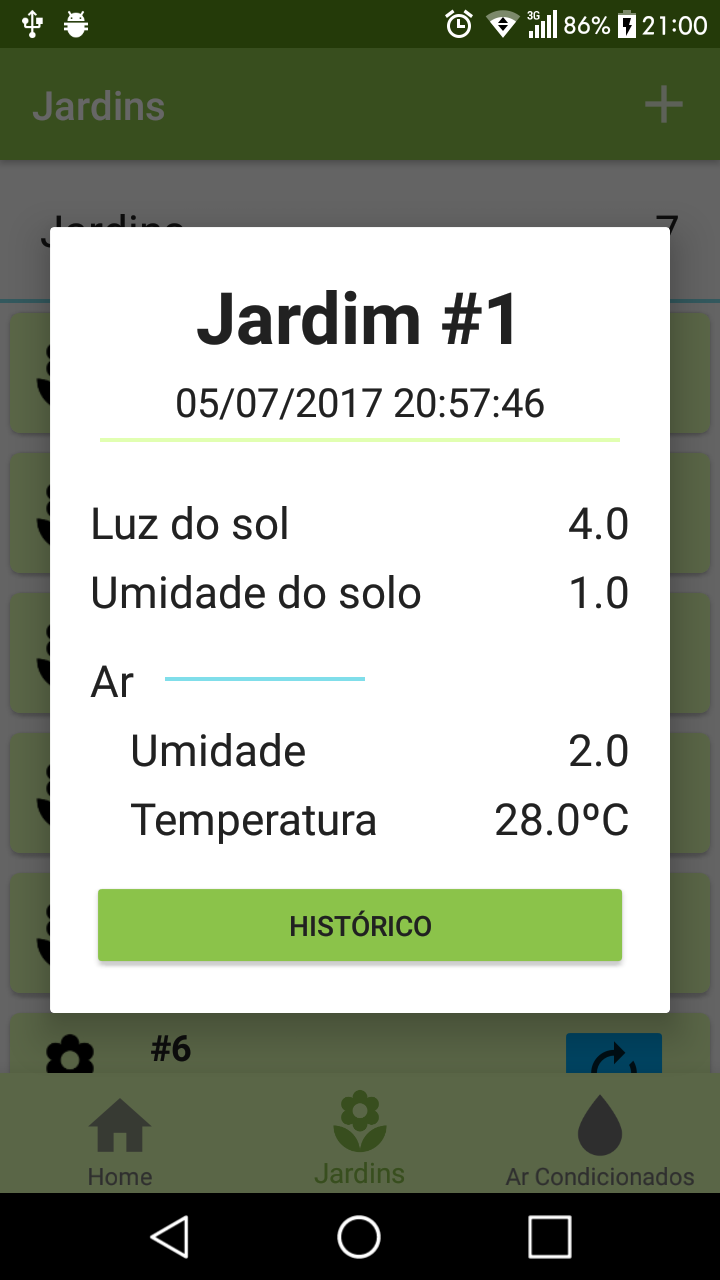 3G 86% 21:00
Jardins +
Jardins 7
Jardim #1
05/07/2017 20:57:46
Luz do sol 4.0
Umidade do solo 1.0
Ar
Umidade 2.0
Temperatura 28.0ºC
HISTÓRICO
#6
Home Jardins Ar Condicionados